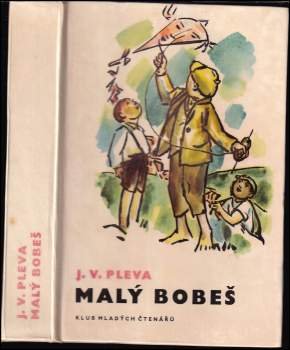 J. V. PLEVA
MALÝ BOBEŠ
J. V. PLEVA
MALÝ BOBEŠ
KLUB MLADÝCH ČTENÁŘŮ